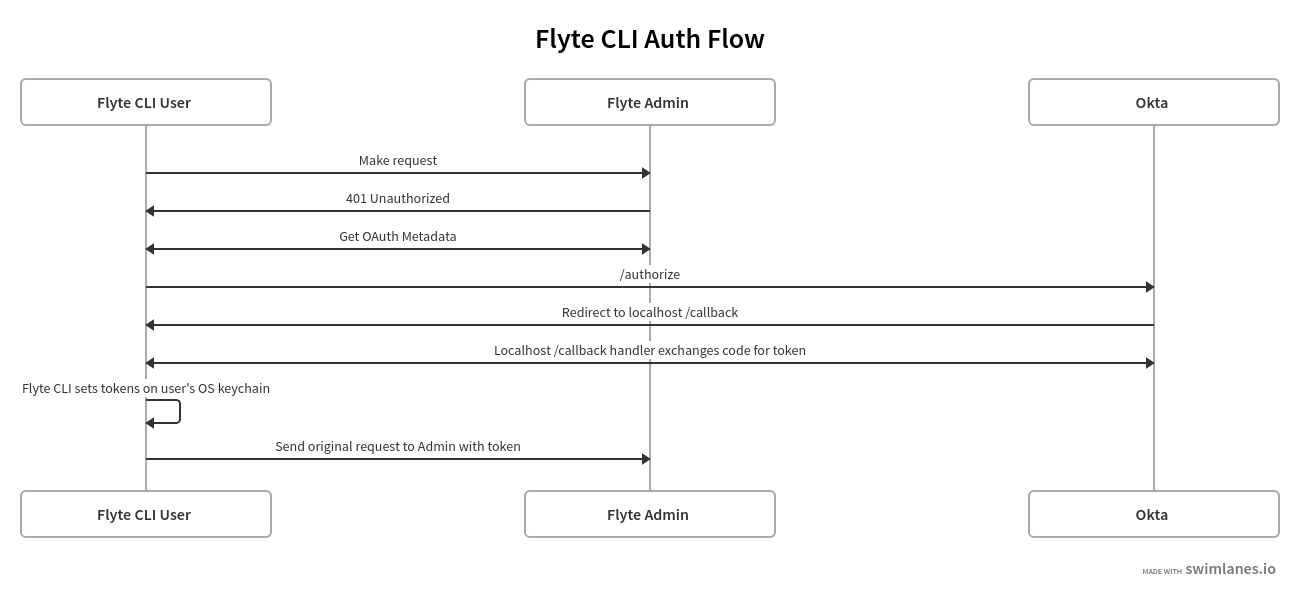 Flyte CLI Auth Flow
Flyte CLI User
Flyte Admin
Okta
Make request
401 Unauthorized
Get OAuth Metadata
/authorize
Redirect to localhost /callback
Localhost /callback handler exchanges code for token
Flyte CLI sets tokens on user's OS keychain
Send original request to Admin with token
Flyte CLI User
Flyte Admin
Okta
MADE WITH swimlanes.io